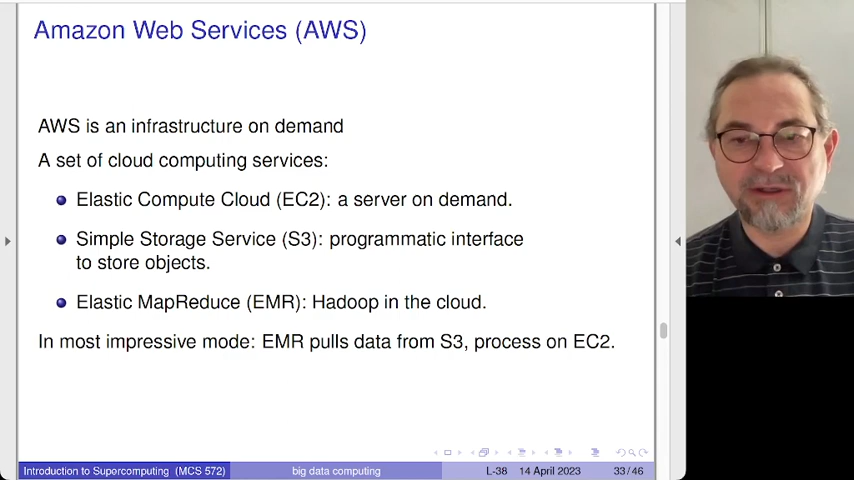 Amazon Web Services (AWS)
AWS is an infrastructure on demand
A set of cloud computing services:
Elastic Compute Cloud (EC2): a server on demand.
Simple Storage Service (S3): programmatic interface
to store objects.
Elastic MapReduce (EMR): Hadoop in the cloud.
In most impressive mode: EMR pulls data from S3, process on EC2.
Introduction to Supercomputing (MCS 572) big data computing L-38 14 April 2023 33 / 46